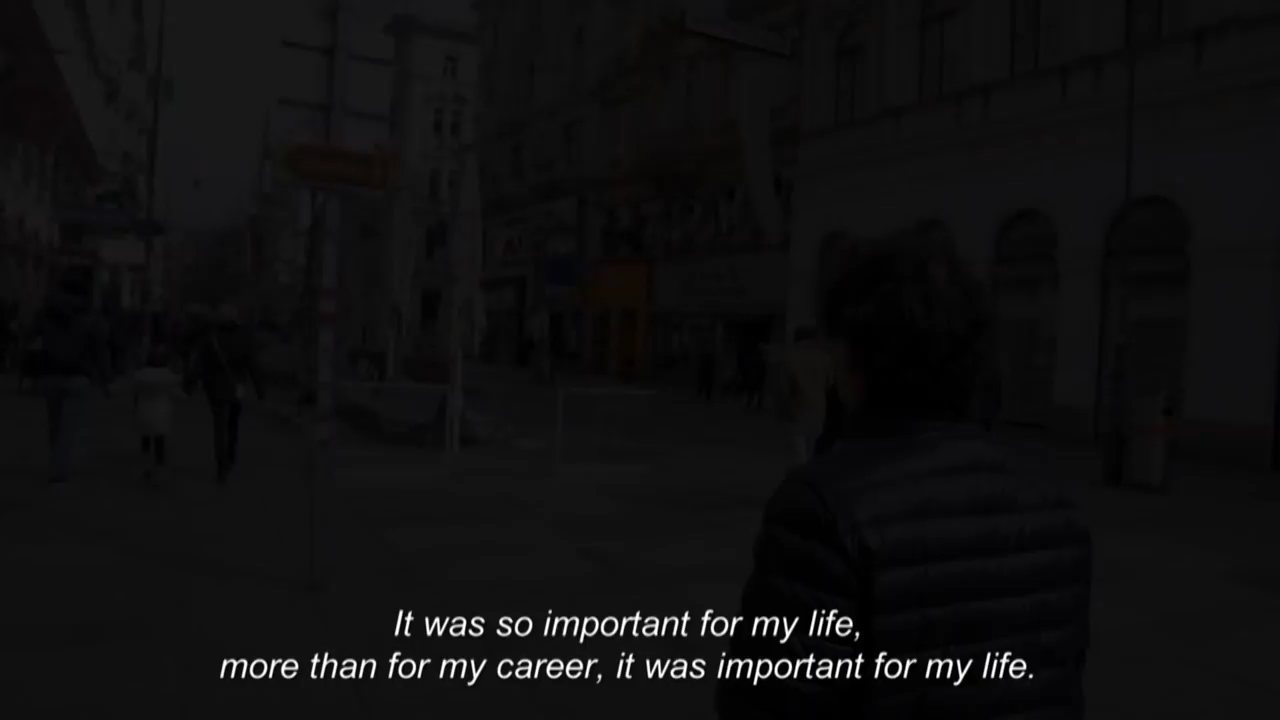 It was so important for my life,
more than for my career, it was important for my life.